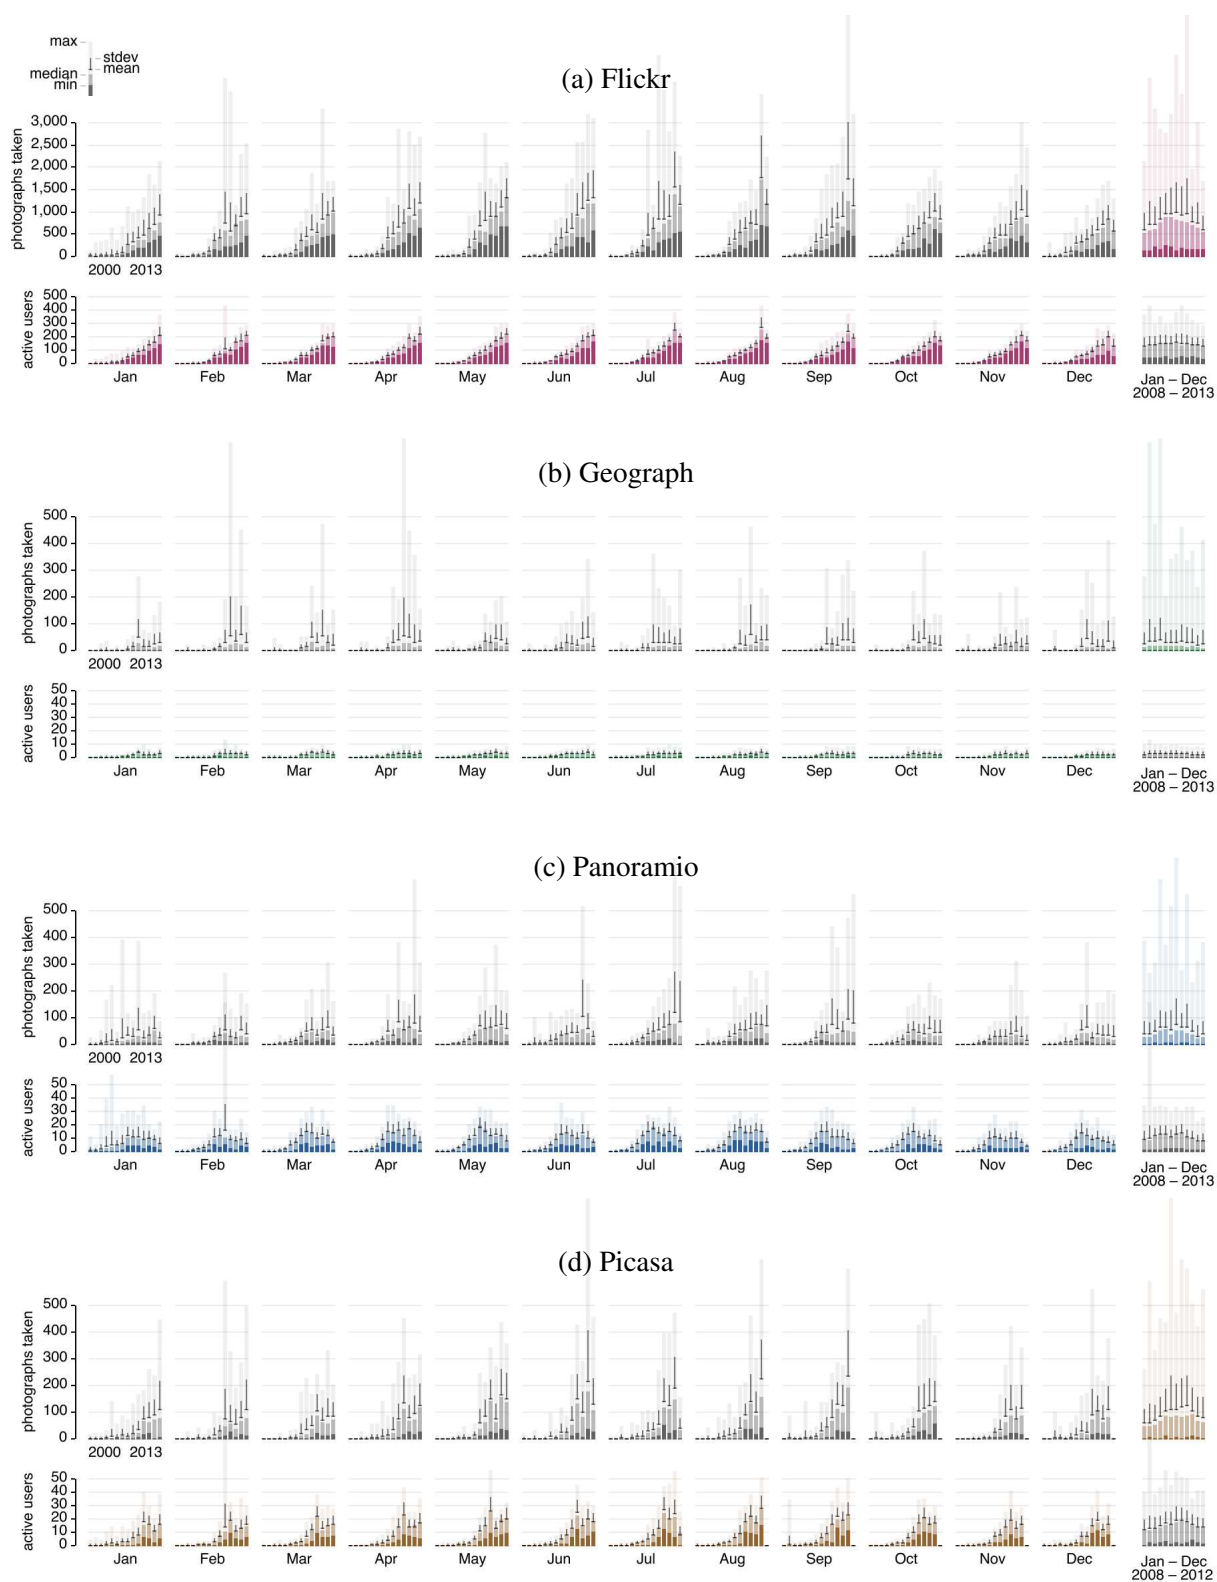 max
stdev
mean
median
min
(a) Flickr
photographs taken
3,000
2,500
2,000
1,500
1,000
500
0
2000 2013
active users
500
400
300
200
100
0
Jan Feb Mar Apr May Jun Jul Aug Sep Oct Nov Dec Jan – Dec
2008 – 2013
(b) Geograph
photographs taken
500
400
300
200
100
0
2000 2013
active users
50
40
30
20
10
0
Jan Feb Mar Apr May Jun Jul Aug Sep Oct Nov Dec Jan – Dec
2008 – 2013
(c) Panoramio
photographs taken
500
400
300
200
100
0
2000 2013
active users
50
40
30
20
10
0
Jan Feb Mar Apr May Jun Jul Aug Sep Oct Nov Dec Jan – Dec
2008 – 2013
(d) Picasa
photographs taken
500
400
300
200
100
0
2000 2013
active users
50
40
30
20
10
0
Jan Feb Mar Apr May Jun Jul Aug Sep Oct Nov Dec Jan – Dec
2008 – 2012